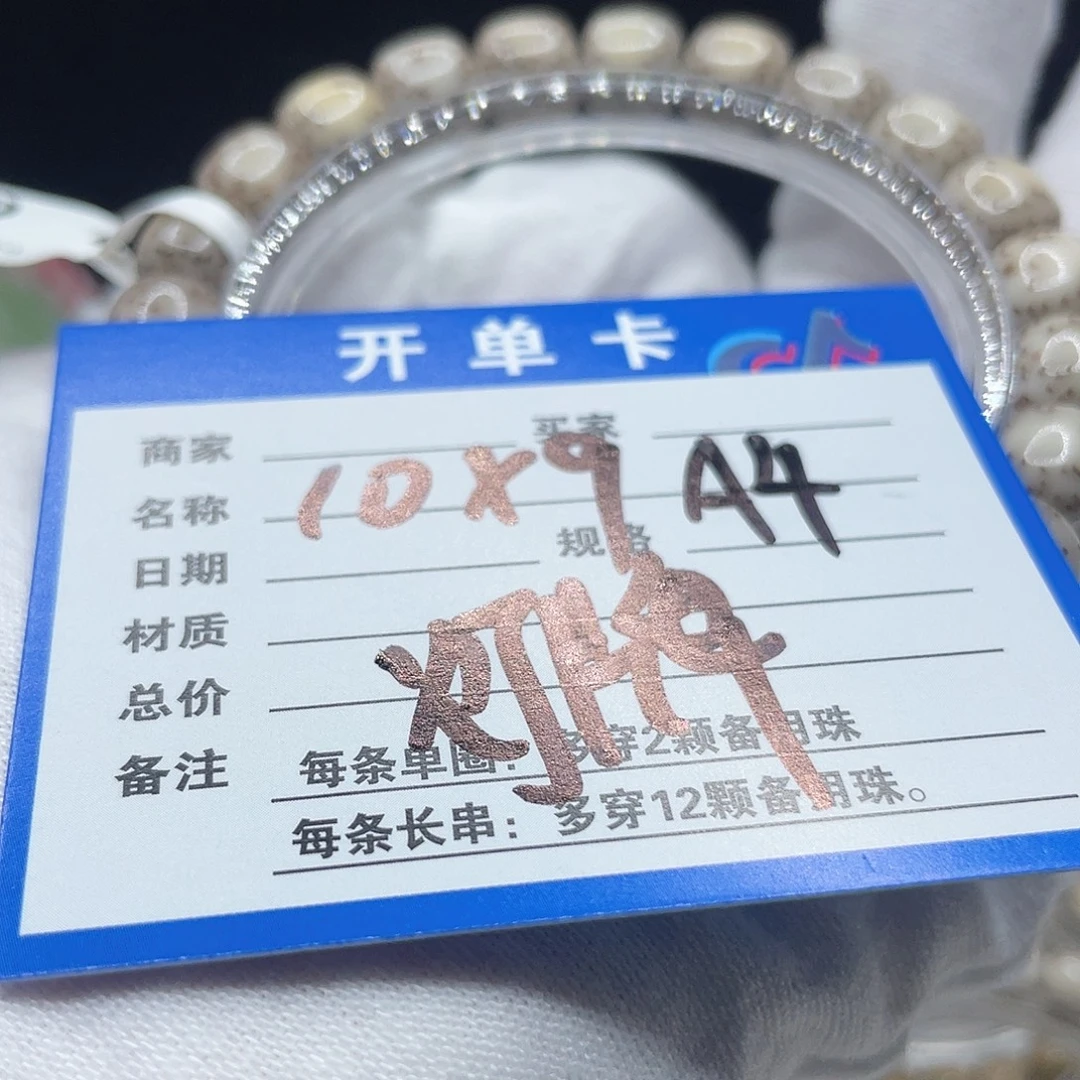 开单卡
商家 买家
名称 10X9 A4
日期 规格
材质
总价
备注 每条单圈：多穿2颗备用珠
每条长串：多穿12颗备用珠。